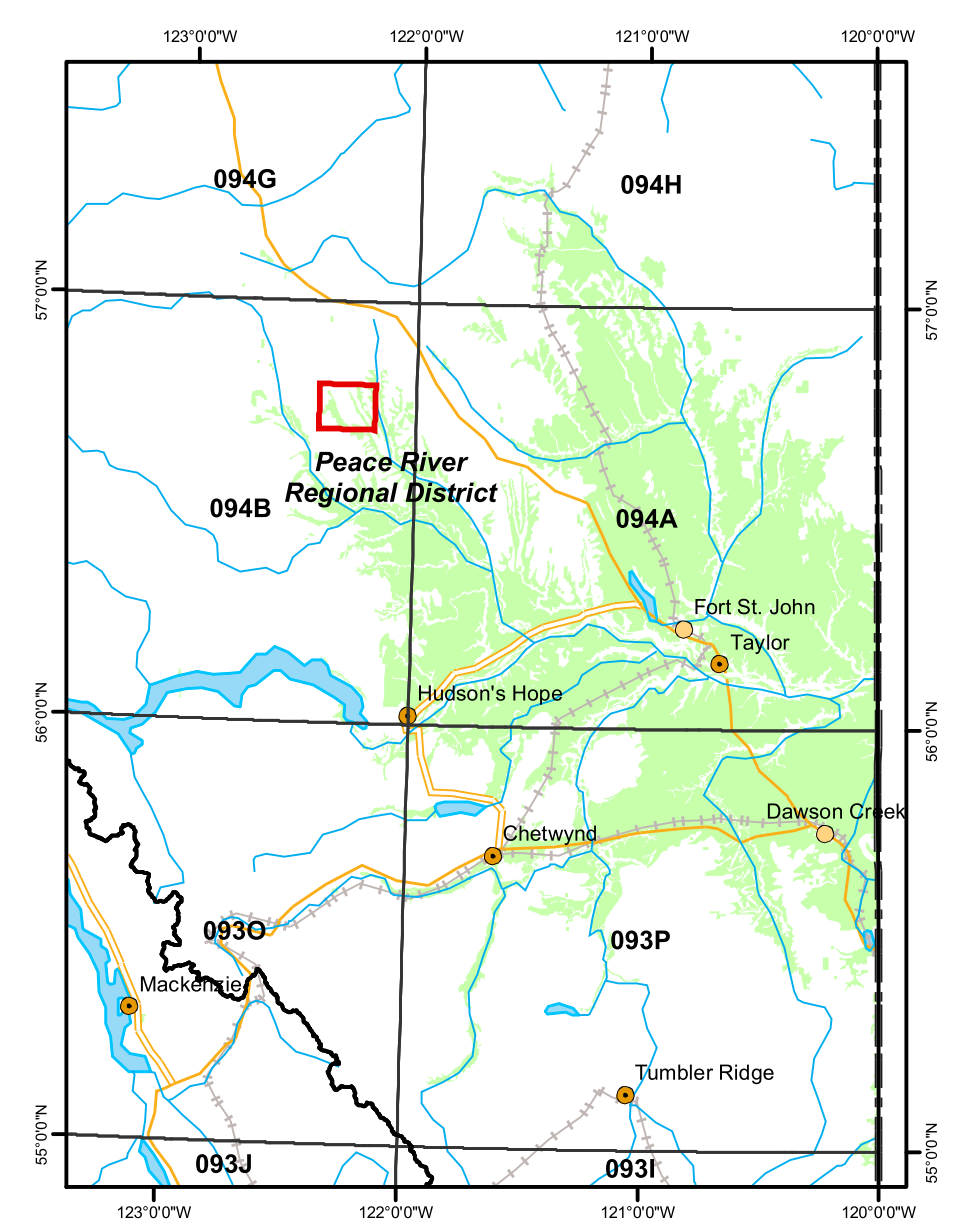 123°0'0"W 122°0'0"W 121°0'0"W 120°0'0"W
094G
094H
57°0'0"N
57°0'0"N
Peace River
Regional District
094B
094A
Fort St. John
Taylor
Hudson's Hope
56°0'0"N
56°0'0"N
Dawson Creek
Chetwynd
093O
093P
Mackenzie
Tumbler Ridge
55°0'0"N
55°0'0"N
093J
093I
123°0'0"W 122°0'0"W 121°0'0"W 120°0'0"W